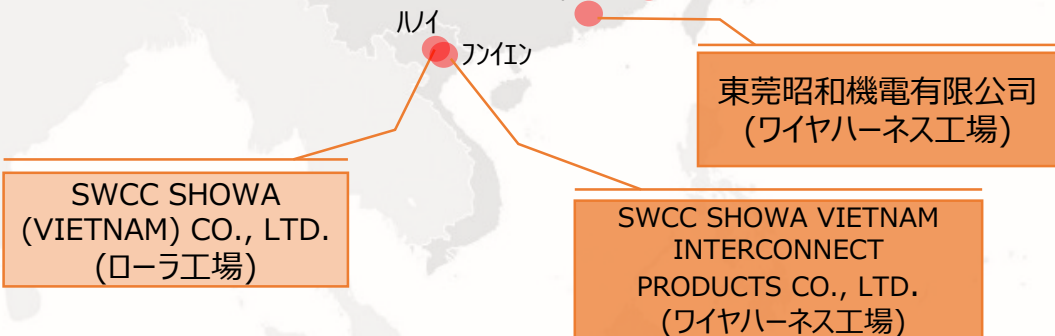 ハノイ
フンイエン
東莞昭和機電有限公司
(ワイヤハーネス工場)
SWCC SHOWA
(VIETNAM) CO., LTD.
(ローラ工場)
SWCC SHOWA VIETNAM
INTERCONNECT
PRODUCTS CO., LTD.
(ワイヤハーネス工場)